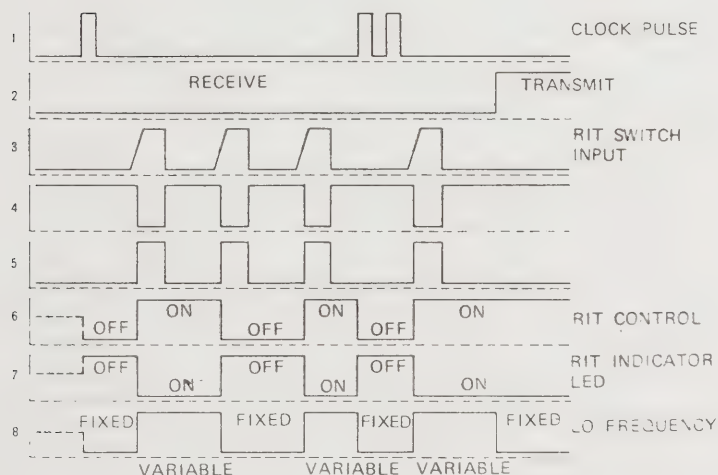 1 CLOCK PULSE
2 RECEIVE TRANSMIT
3 RIT SWITCH
INPUT
4
5
6 OFF ON OFF ON OFF ON RIT CONTROL
7 OFF ON OFF ON OFF ON RIT INDICATOR
LED
8 FIXED FIXED FIXED FIXED LO FREQUENCY
VARIABLE VARIABLE VARIABLE